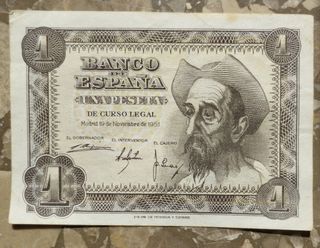 1
1
BANCO
DE
ESPAÑA
UNA PESETA
DE CURSO LEGAL
Madrid 19 de Noviembre de 1951
EL GOBERNADOR
EL INTERVENTOR
EL CAJERO
1
1